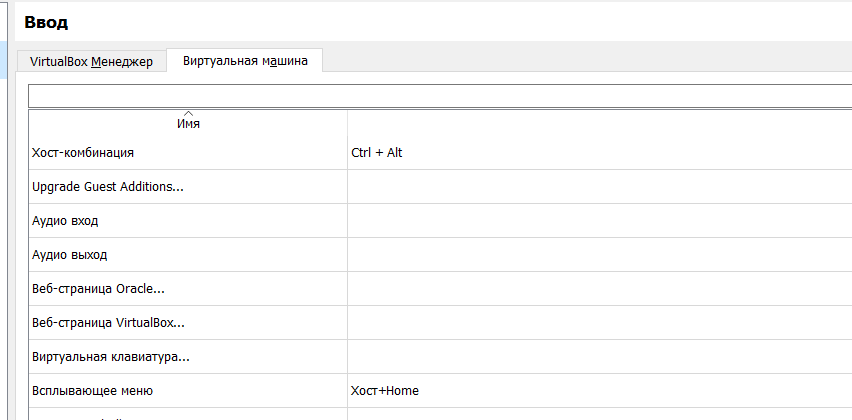 Ввод
VirtualBox Менеджер
Виртуальная машина
Имя
Хост-комбинация Ctrl + Alt
Upgrade Guest Additions...
Аудио вход
Аудио выход
Веб-страница Oracle...
Веб-страница VirtualBox...
Виртуальная клавиатура...
Всплывающее меню Хост+Home